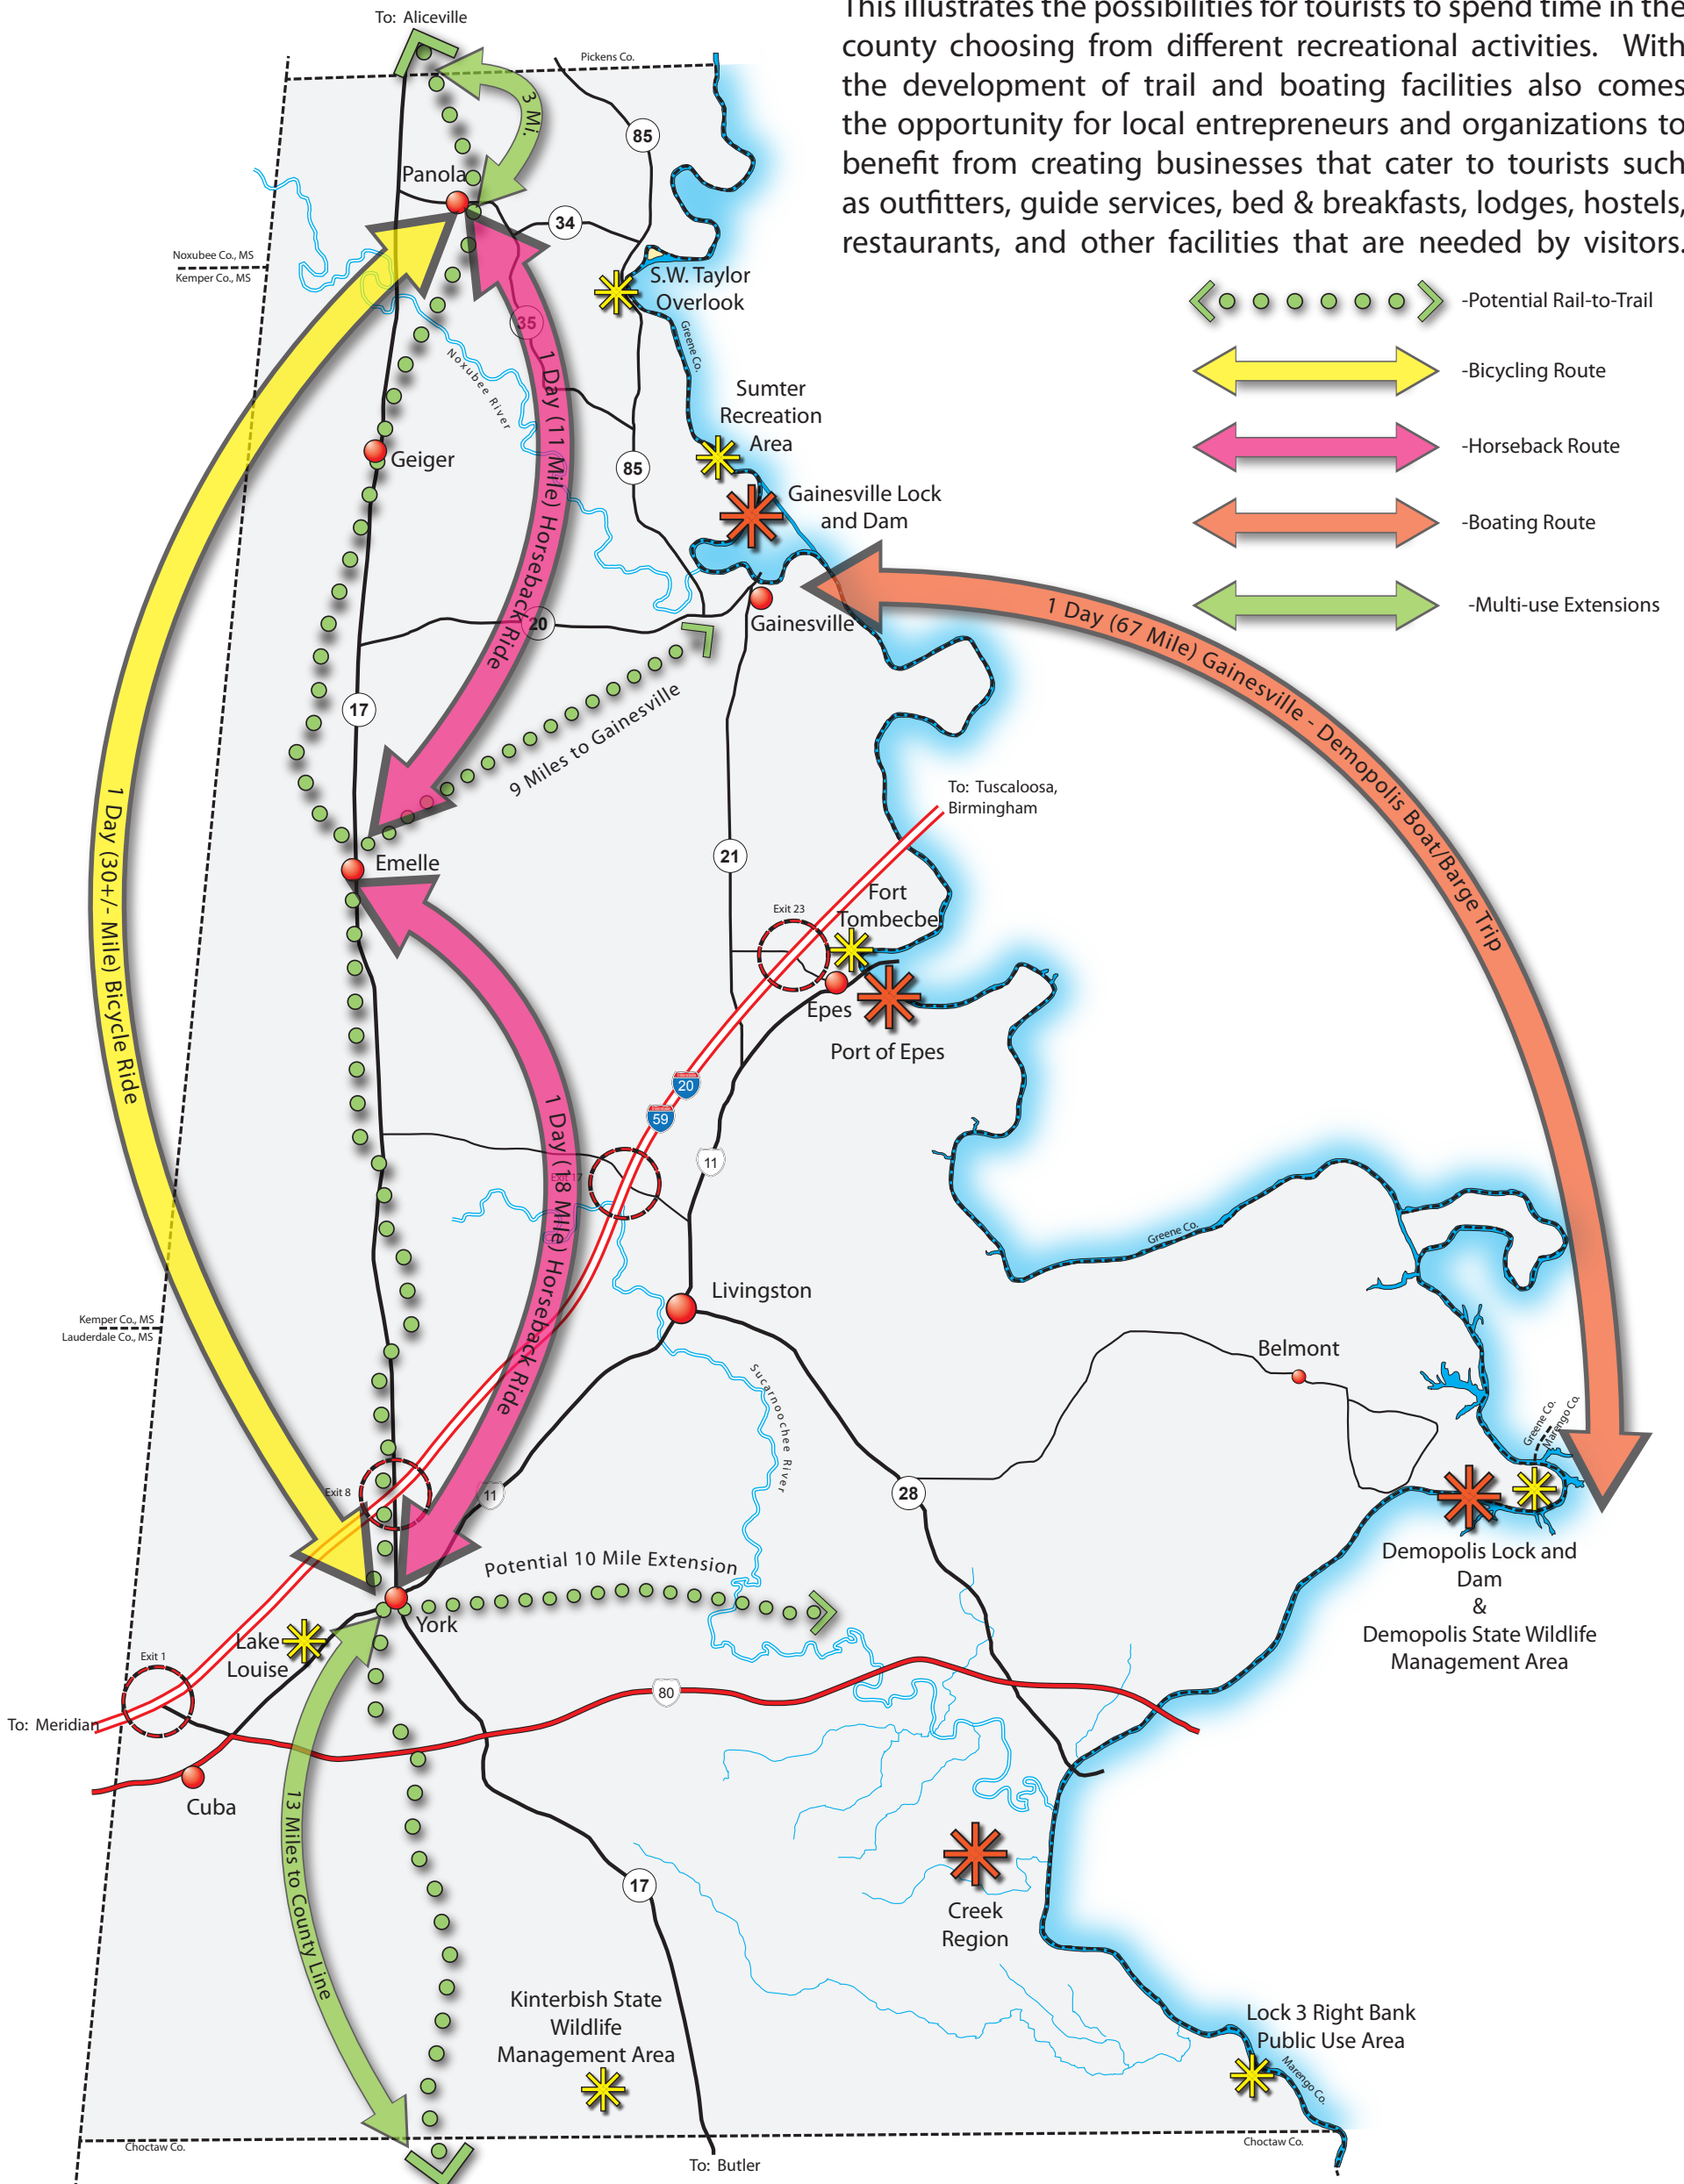 This illustrates the possibilities for tourists to spend time in the
county choosing from different recreational activities. With
the development of trail and boating facilities also comes
the opportunity for local entrepreneurs and organizations to
benefit from creating businesses that cater to tourists such
as outfitters, guide services, bed & breakfasts, lodges, hostels,
restaurants, and other facilities that are needed by visitors.
-Potential Rail-to-Trail
-Bicycling Route
-Horseback Route
-Boating Route
-Multi-use Extensions
To: Aliceville
Pickens Co.
3 Mi.
85
Panola
34
Noxubee Co., MS
Kemper Co., MS
S.W. Taylor
Overlook
35
Greene Co.
Noxubee River
Sumter
Recreation
Area
Geiger
85
Gainesville Lock
and Dam
1 Day (11 Mile) Horseback Ride
20
Gainesville
1 Day (67 Mile) Gainesville - Demopolis Boat/Barge Trip
17
9 Miles to Gainesville
To: Tuscaloosa,
Birmingham
1 Day (30+/- Mile) Bicycle Ride
21
Emelle
Fort
Tombecbe
Exit 23
Epes
Port of Epes
20
59
1 Day (18 MIle) Horseback Ride
11
Exit 17
Greene Co.
Livingston
Kemper Co., MS
Lauderdale Co., MS
Belmont
Sucarnoochee River
Greene Co.
Marengo Co.
Exit 8
11
28
Demopolis Lock and
Dam
&
Demopolis State Wildlife
Management Area
Potential 10 Mile Extension
York
Lake
Louise
Exit 1
80
To: Meridian
Cuba
13 Miles to County Line
17
Creek
Region
Kinterbish State
Wildlife
Management Area
Lock 3 Right Bank
Public Use Area
Marengo Co.
Choctaw Co.
Choctaw Co.
To: Butler